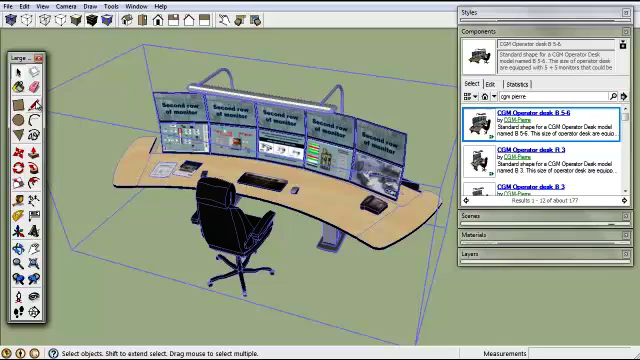 File Edit View Camera Draw Tools Window Help
Large ...
Styles
Components
CGM Operator desk B 5-6
Standard shape for a CGM Operator Desk
model named B 5-6. This size of operator desk
are equipped with 5 + 5 monitors that could be
Select Edit Statistics
cgm pierre
CGM Operator desk B 5-6
by CGM-Pierre
Standard shape for a CGM Operator Desk model
named B 5-6. This size of operator desk are equip...
CGM Operator desk R 3
by CGM-Pierre
Standard shape for a CGM Operator Desk model
named B 3. This size of operator desk are equipp...
CGM Operator desk B 3
by CGM-Pierre
Results 1 - 12 of about 177
Scenes
Materials
Layers
Second row
of monitor
Second row
of monitor
Second row
of monitor
Second row
of monitor
Second row
of monitor
Select objects. Shift to extend select. Drag mouse to select multiple.
Measurements